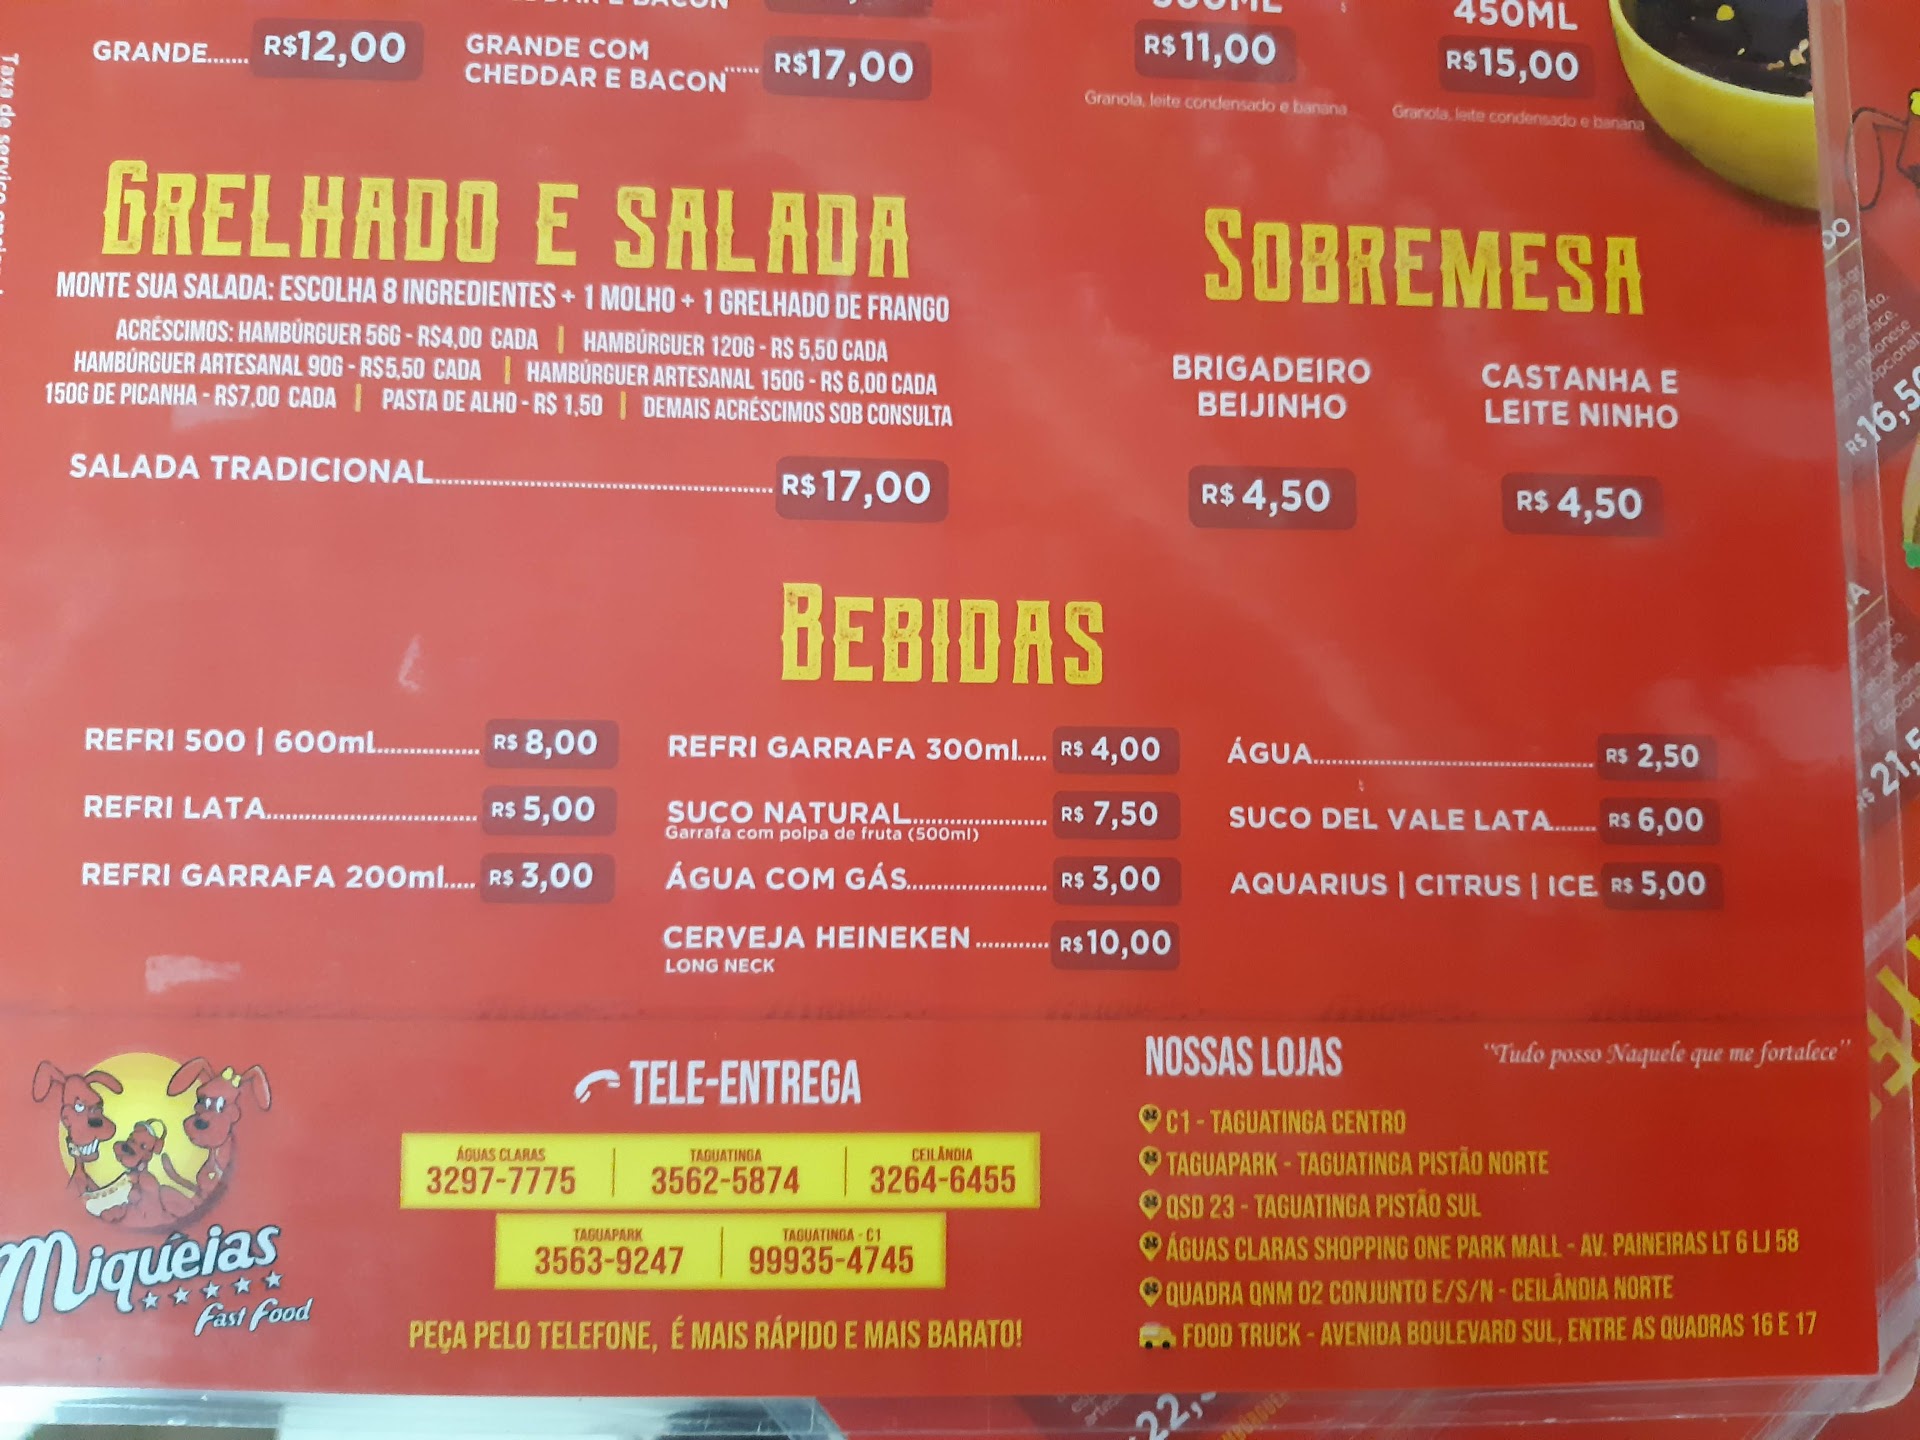 CHEDDAR E BACON
GRANDE....... R$12,00
GRANDE COM
CHEDDAR E BACON...... R$17,00
450ML
R$11,00
R$15,00
Granola, leite condensado e banana
Granola, leite condensado e banana
Taxa de serviço
GRELHADO E SALADA
MONTE SUA SALADA: ESCOLHA 8 INGREDIENTES + 1 MOLHO + 1 GRELHADO DE FRANGO
ACRÉSCIMOS: HAMBÚRGUER 56G - R$4,00 CADA | HAMBÚRGUER 120G - R$ 5,50 CADA
HAMBÚRGUER ARTESANAL 90G - R$5,50 CADA | HAMBÚRGUER ARTESANAL 150G - R$ 6,00 CADA
150G DE PICANHA - R$7,00 CADA | PASTA DE ALHO - R$ 1,50 | DEMAIS ACRÉSCIMOS SOB CONSULTA
SALADA TRADICIONAL........ R$17,00
SOBREMESA
BRIGADEIRO
BEIJINHO
R$ 4,50
CASTANHA E
LEITE NINHO
R$ 4,50
BEBIDAS
REFRI 500 | 600ml........ R$ 8,00
REFRI LATA........ R$ 5,00
REFRI GARRAFA 200ml..... R$ 3,00
REFRI GARRAFA 300ml..... R$ 4,00
SUCO NATURAL........ R$ 7,50
Garrafa com polpa de fruta (500ml)
ÁGUA COM GÁS........ R$ 3,00
CERVEJA HEINEKEN........ R$10,00
LONG NECK
ÁGUA........ R$ 2,50
SUCO DEL VALE LATA....... R$ 6,00
AQUARIUS | CITRUS | ICE R$ 5,00
Miquéias
Fast Food
TELE-ENTREGA
ÁGUAS CLARAS
3297-7775
TAGUATINGA
3562-5874
CEILÂNDIA
3264-6455
TAGUAPARK
3563-9247
TAGUATINGA - C1
99935-4745
PEÇA PELO TELEFONE, É MAIS RÁPIDO E MAIS BARATO!
NOSSAS LOJAS
"Tudo posso Naquele que me fortalece"
C1 - TAGUATINGA CENTRO
TAGUAPARK - TAGUATINGA PISTÃO NORTE
QSD 23 - TAGUATINGA PISTÃO SUL
ÁGUAS CLARAS SHOPPING ONE PARK MALL - AV. PAINEIRAS LT 6 LJ 58
QUADRA QNM 02 CONJUNTO E/S/N - CEILÂNDIA NORTE
FOOD TRUCK - AVENIDA BOULEVARD SUL, ENTRE AS QUADRAS 16 E 17
R$16,50